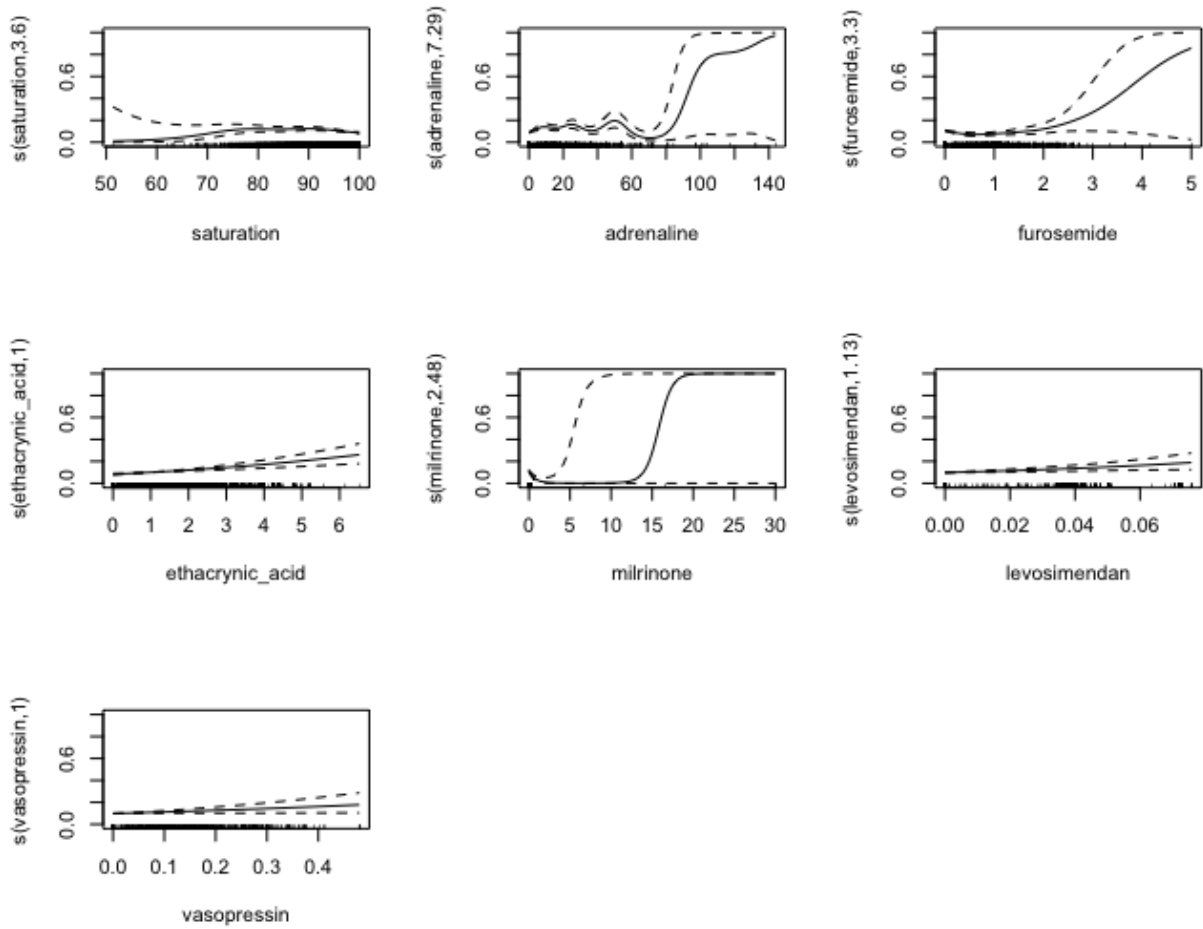 s(saturation,3.6)
0.0 0.6
50 60 70 80 90 100
saturation
s(adrenaline,7.29)
0.0 0.6
0 20 60 100 140
adrenaline
s(furosemide,3.3)
0.0 0.6
0 1 2 3 4 5
furosemide
s(ethacrynic_acid,1)
0.0 0.6
0 1 2 3 4 5 6
ethacrynic_acid
s(milrinone,2.48)
0.0 0.6
0 5 10 15 20 25 30
milrinone
s(levosimendan,1.13)
0.0 0.6
0.00 0.02 0.04 0.06
levosimendan
s(vasopressin,1)
0.0 0.6
0.0 0.1 0.2 0.3 0.4
vasopressin